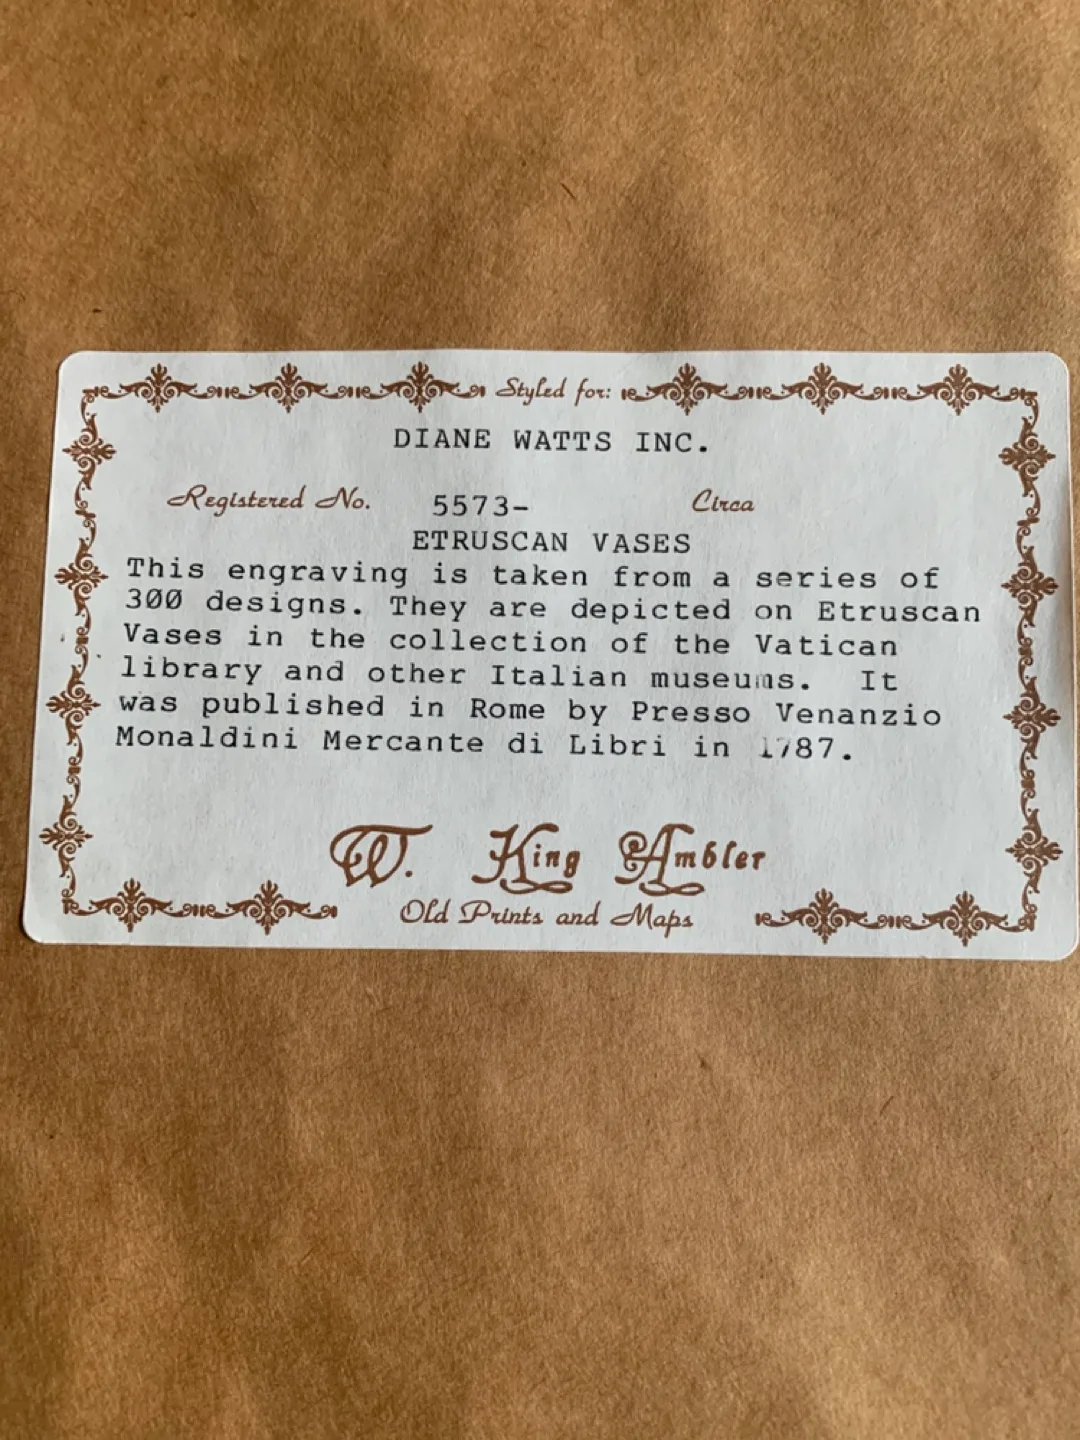 Styled for:
DIANE WATTS INC.
Registered No. 5573- Circa
ETRUSCAN VASES
This engraving is taken from a series of
300 designs. They are depicted on Etruscan
Vases in the collection of the Vatican
library and other Italian museums. It
was published in Rome by Presso Venanzio
Monaldini Mercante di Libri in 1787.
W. King Ambler
Old Prints and Maps